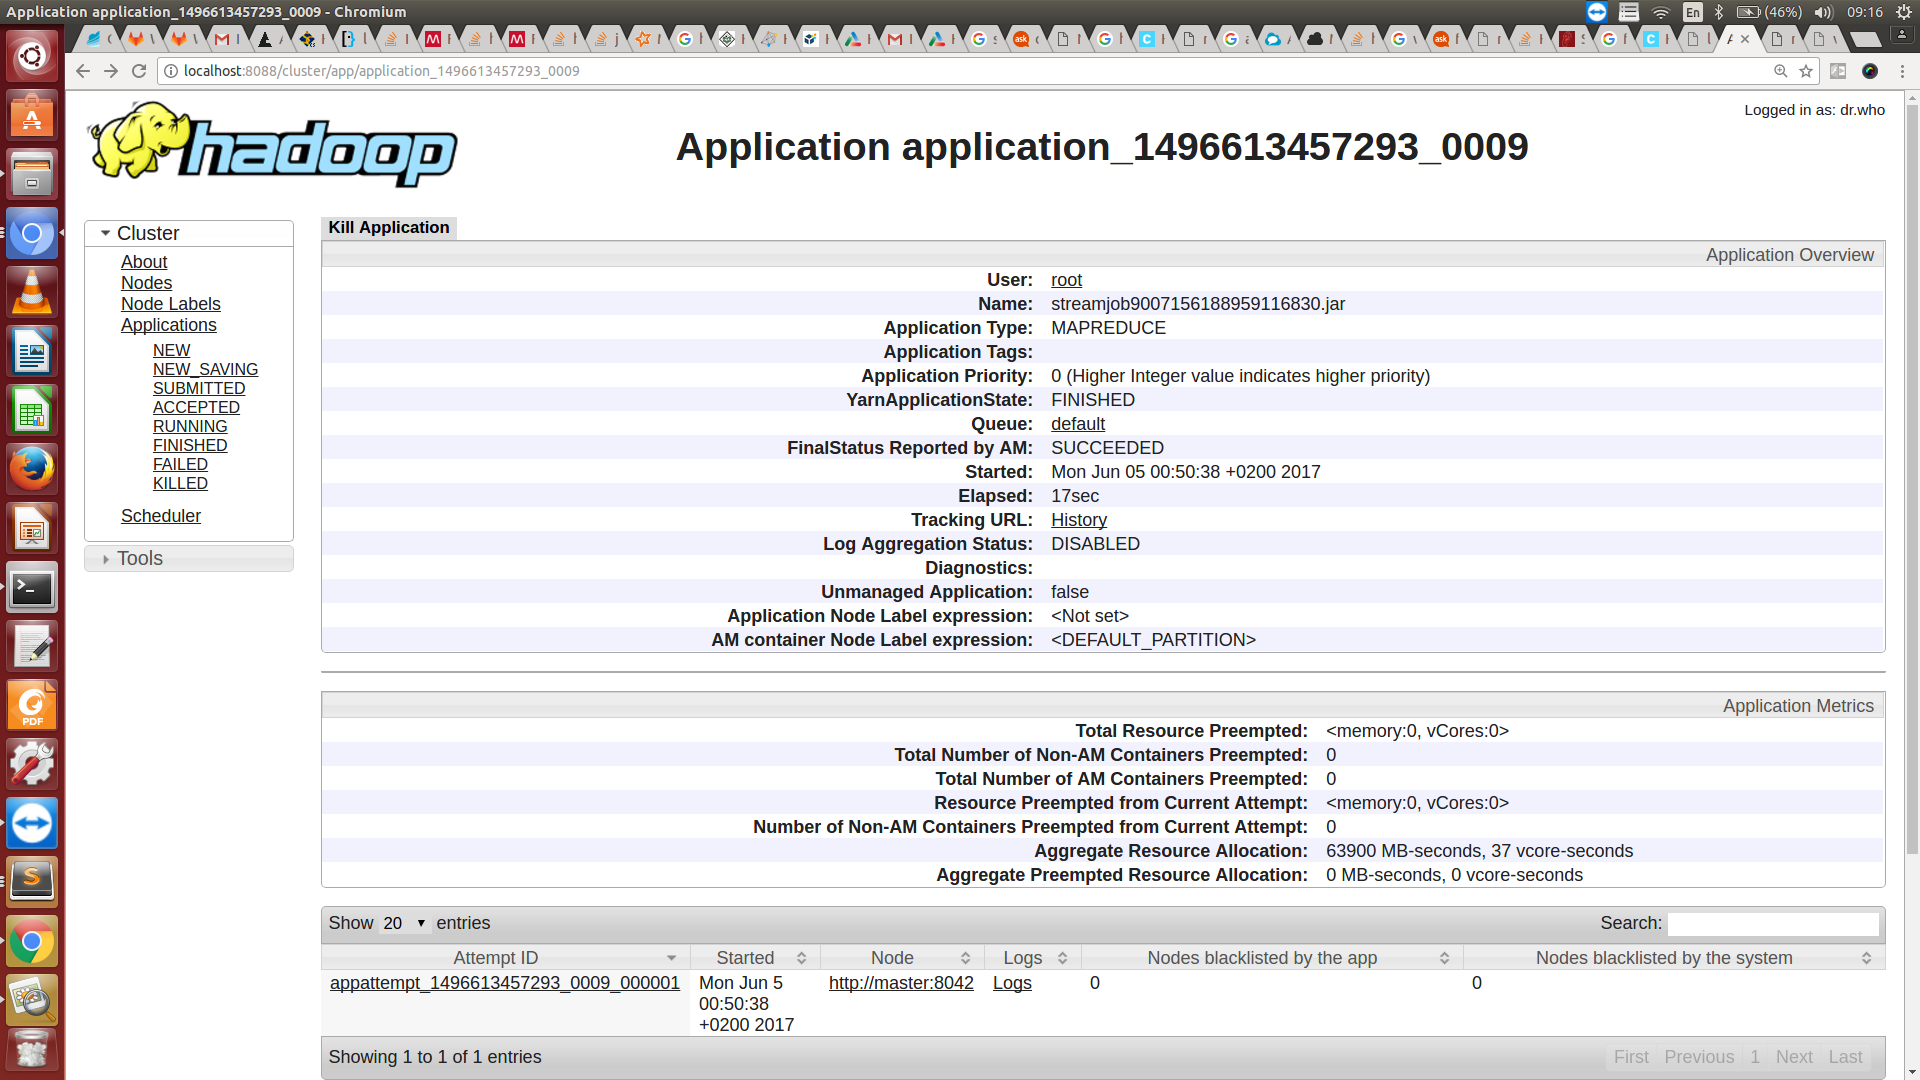 Application application_1496613457293_0009 - Chromium
En
(46%)
09:16
localhost:8088/cluster/app/application_1496613457293_0009
Logged in as: dr.who
hadoop
Application application_1496613457293_0009
Cluster
About
Nodes
Node Labels
Applications
NEW
NEW_SAVING
SUBMITTED
ACCEPTED
RUNNING
FINISHED
FAILED
KILLED
Scheduler
Tools
Kill Application
Application Overview
User: root
Name: streamjob9007156188959116830.jar
Application Type: MAPREDUCE
Application Tags:
Application Priority: 0 (Higher Integer value indicates higher priority)
YarnApplicationState: FINISHED
Queue: default
FinalStatus Reported by AM: SUCCEEDED
Started: Mon Jun 05 00:50:38 +0200 2017
Elapsed: 17sec
Tracking URL: History
Log Aggregation Status: DISABLED
Diagnostics:
Unmanaged Application: false
Application Node Label expression: <Not set>
AM container Node Label expression: <DEFAULT_PARTITION>
Application Metrics
Total Resource Preempted: <memory:0, vCores:0>
Total Number of Non-AM Containers Preempted: 0
Total Number of AM Containers Preempted: 0
Resource Preempted from Current Attempt: <memory:0, vCores:0>
Number of Non-AM Containers Preempted from Current Attempt: 0
Aggregate Resource Allocation: 63900 MB-seconds, 37 vcore-seconds
Aggregate Preempted Resource Allocation: 0 MB-seconds, 0 vcore-seconds
Show 20 entries
Search:
Attempt ID Started Node Logs Nodes blacklisted by the app Nodes blacklisted by the system
appattempt_1496613457293_0009_000001 Mon Jun 5 http://master:8042 Logs 0 0
00:50:38
+0200 2017
Showing 1 to 1 of 1 entries
First Previous 1 Next Last
PDF